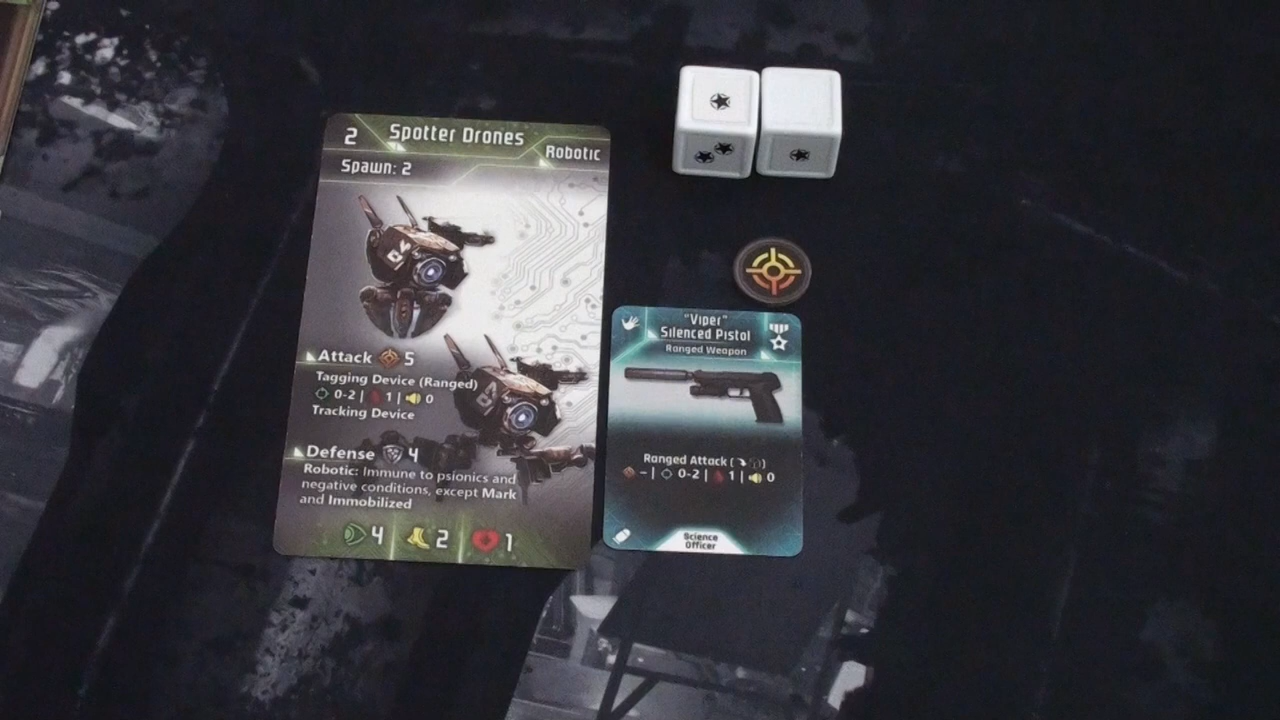 2
Spotter Drones
Robotic
Spawn: 2
Attack 5
Tagging Device (Ranged)
0-2 | 1 | 0
Tracking Device
Defense 4
Robotic: Immune to psionics and
negative conditions, except Mark
and Immobilized
4 2 1
"Viper"
Silenced Pistol
Ranged Weapon
Ranged Attack ( )
– | 0-2 | 1 | 0
Science
Officer